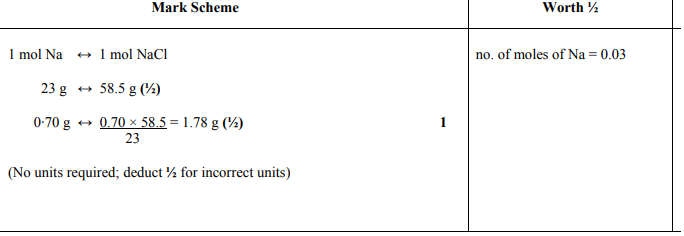 Mark Scheme
Worth ½
1 mol Na ↔ 1 mol NaCl
no. of moles of Na = 0.03
23 g ↔ 58.5 g (½)
0·70 g ↔ 0.70 × 58.5 = 1.78 g (½)
1
23
(No units required; deduct ½ for incorrect units)